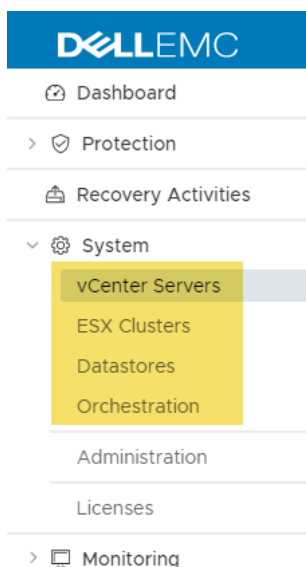 DELLEMC
Dashboard
Protection
Recovery Activities
System
vCenter Servers
ESX Clusters
Datastores
Orchestration
Administration
Licenses
Monitoring